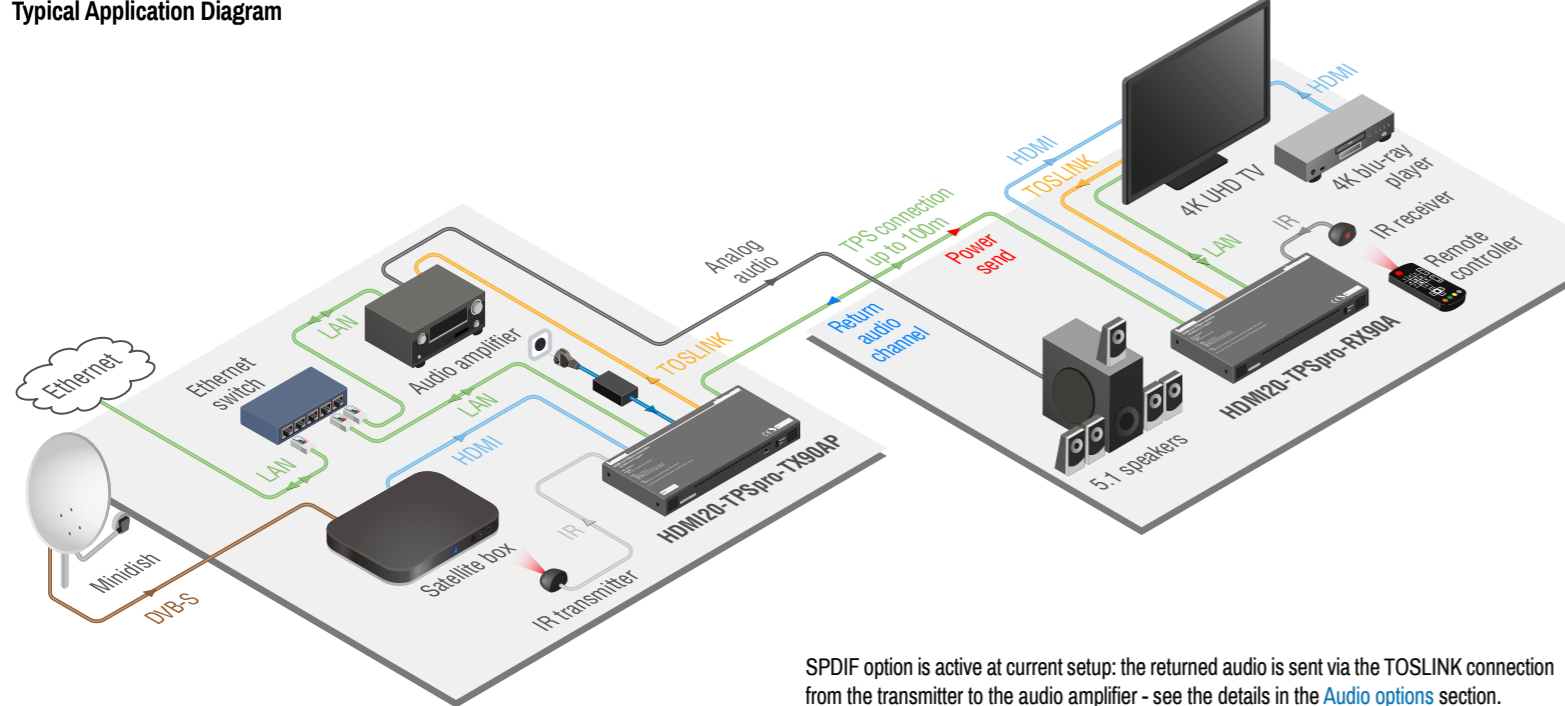 Typical Application Diagram
HDMI
HDMI
TOSLINK
4K UHD TV
4K blu-ray
player
TPS connection
up to 100m
Power
send
Return
audio
channel
Analog
audio
LAN
IR
IR receiver
Remote
controller
HDMI20-TPSpro-RX90A
5.1 speakers
LAN
Audio amplifier
TOSLINK
Ethernet
Ethernet
switch
LAN
LAN
HDMI
HDMI20-TPSpro-TX90AP
Minidish
DVB-S
Satellite box
IR
IR transmitter
SPDIF option is active at current setup: the returned audio is sent via the TOSLINK connection
from the transmitter to the audio amplifier - see the details in the Audio options section.